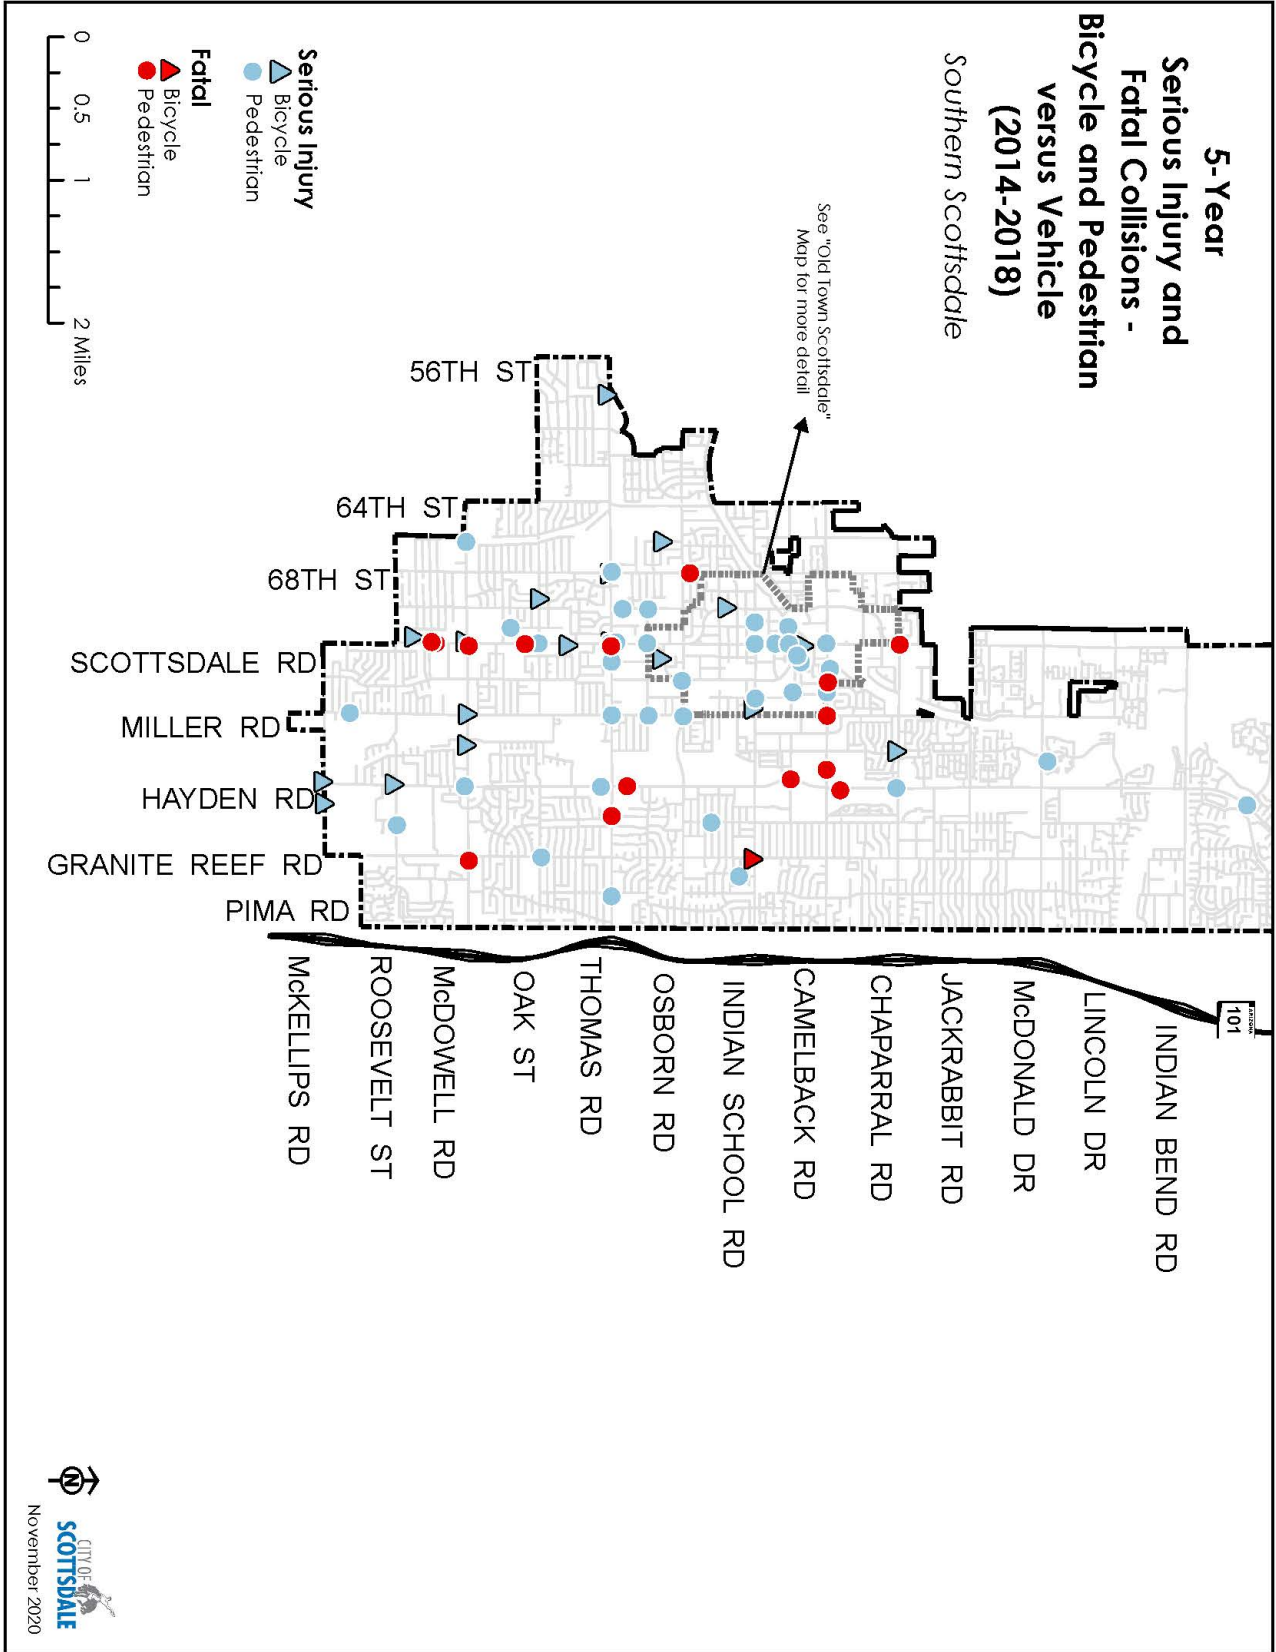 5-Year
Serious Injury and
Fatal Collisions -
Bicycle and Pedestrian
versus Vehicle
(2014-2018)
Southern Scottsdale
See "Old Town Scottsdale"
Map for more detail
Serious Injury
Bicycle
Pedestrian
Fatal
Bicycle
Pedestrian
0 0.5 1 2 Miles
56TH ST
64TH ST
68TH ST
SCOTTSDALE RD
MILLER RD
HAYDEN RD
GRANITE REEF RD
PIMA RD
ARIZONA
101
INDIAN BEND RD
LINCOLN DR
McDONALD DR
JACKRABBIT RD
CHAPARRAL RD
CAMELBACK RD
INDIAN SCHOOL RD
OSBORN RD
THOMAS RD
OAK ST
McDOWELL RD
ROOSEVELT ST
McKELLIPS RD
N
CITY OF
SCOTTSDALE
November 2020